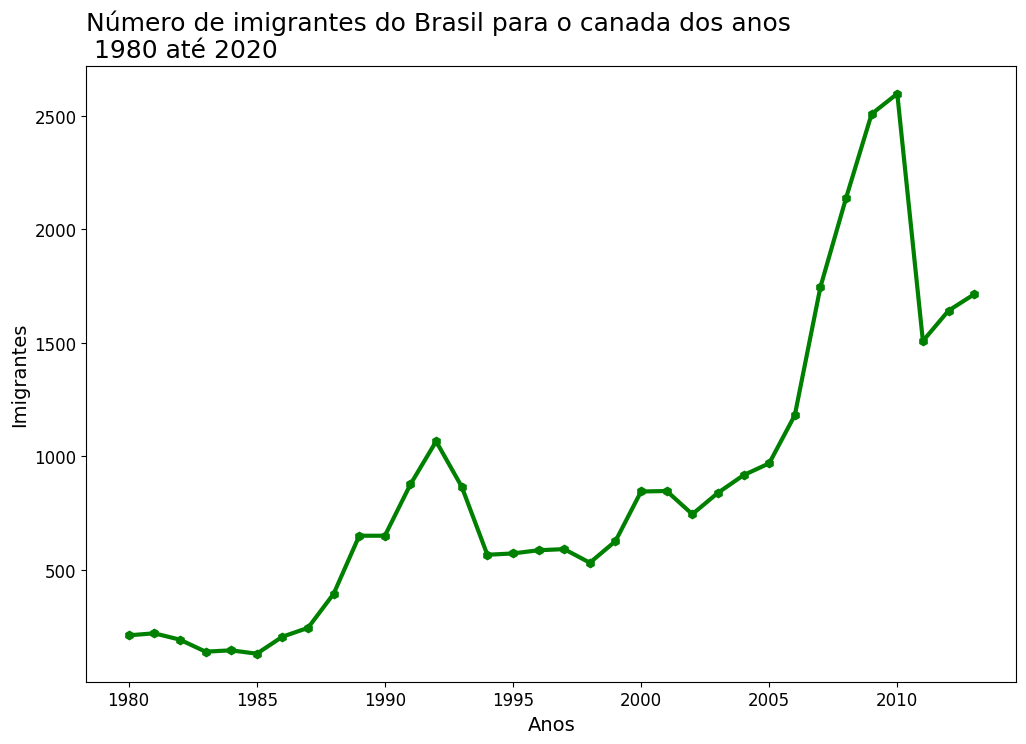 Número de imigrantes do Brasil para o canada dos anos
1980 até 2020
2500
2000
1500
1000
500
Imigrantes
1980 1985 1990 1995 2000 2005 2010
Anos